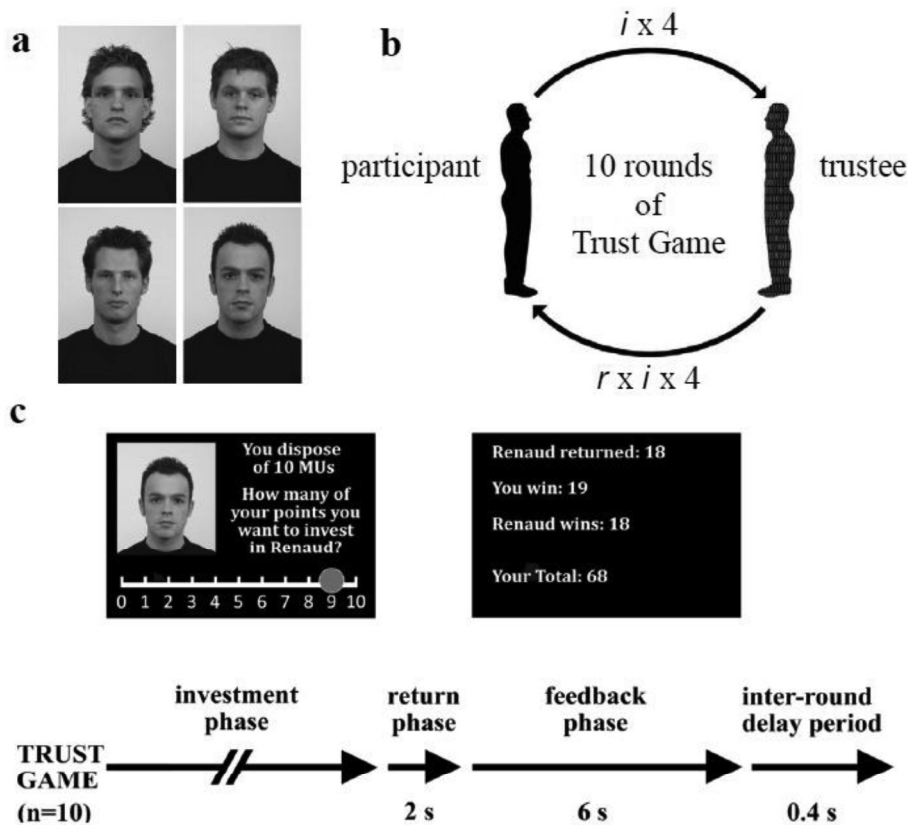 a
b
i x 4
participant
10 rounds
of
Trust Game
trustee
r x i x 4
c
You dispose
of 10 MUs
How many of
your points you
want to invest
in Renaud?
0 1 2 3 4 5 6 7 8 9 10
Renaud returned: 18
You win: 19
Renaud wins: 18
Your Total: 68
investment
phase
return
phase
feedback
phase
inter-round
delay period
TRUST
GAME
(n=10)
2 s
6 s
0.4 s